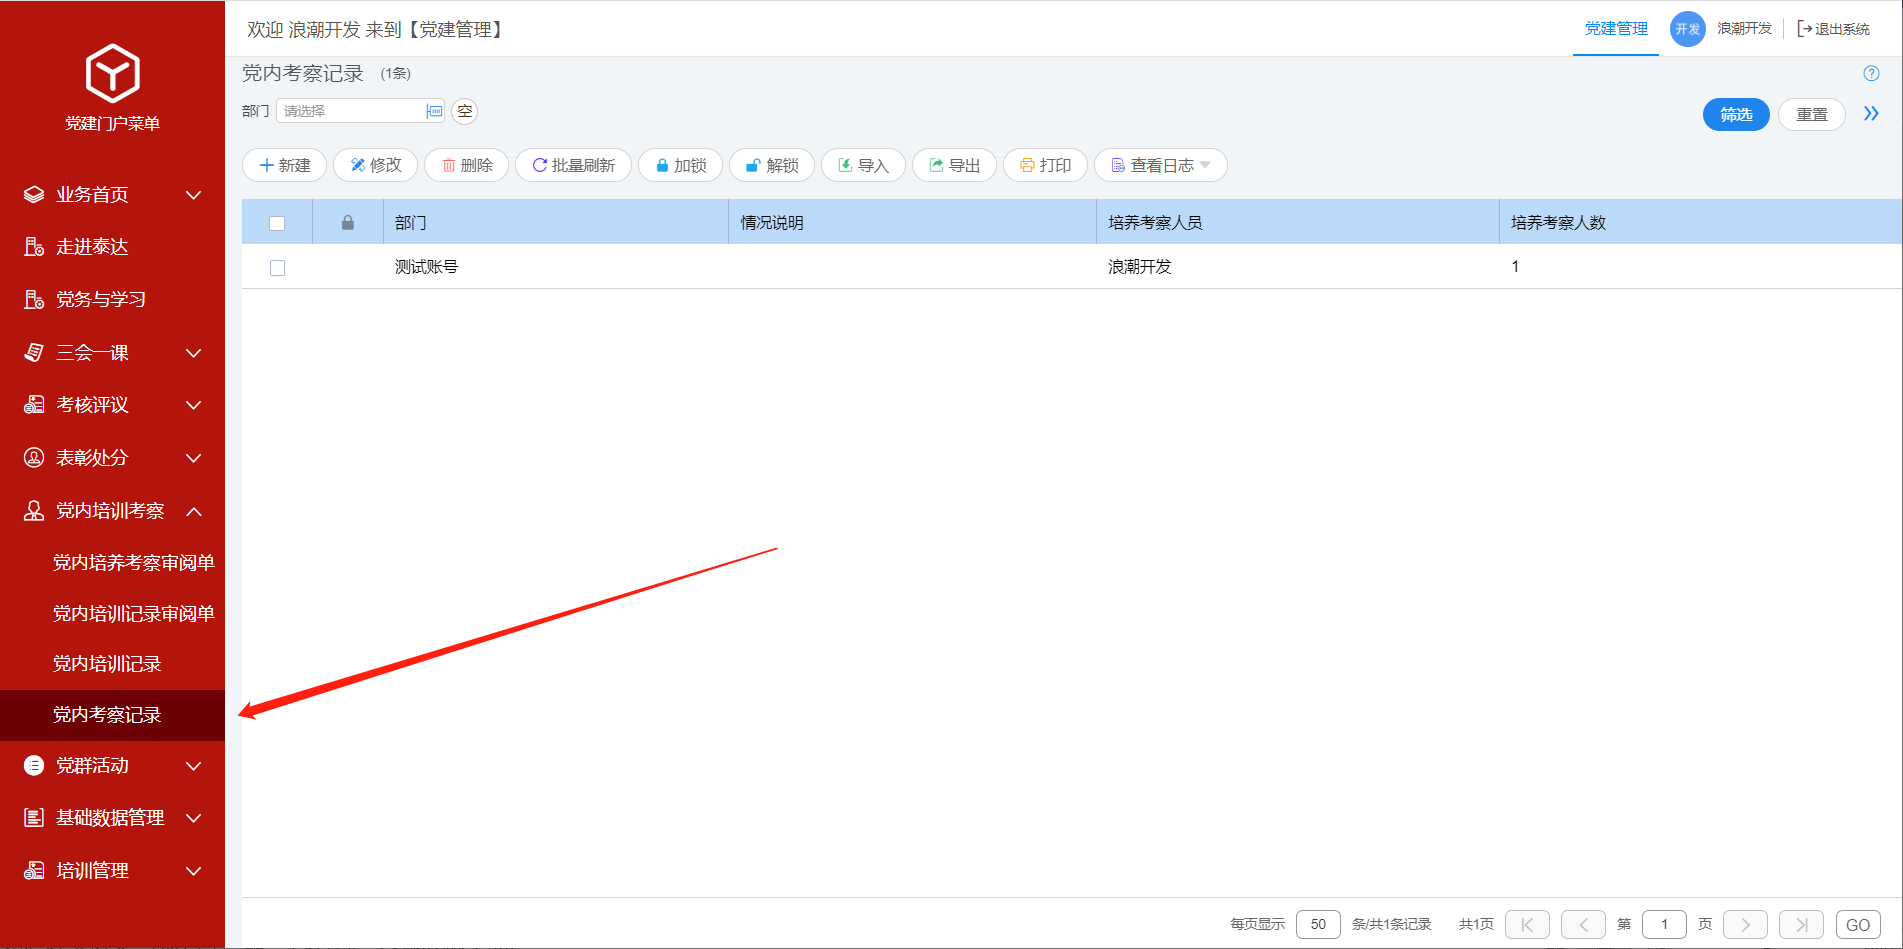 党建门户菜单
业务首页
走进泰达
党务与学习
三会一课
考核评议
表彰处分
党内培训考察
党内培养考察审阅单
党内培训记录审阅单
党内培训记录
党内考察记录
党群活动
基础数据管理
培训管理
欢迎 浪潮开发 来到【党建管理】
党建管理 开发 浪潮开发 退出系统
党内考察记录 (1条)
部门 请选择 空
筛选 重置
新建 修改 删除 批量刷新 加锁 解锁 导入 导出 打印 查看日志
部门 情况说明 培养考察人员 培养考察人数
测试账号 浪潮开发 1
每页显示 50 条/共1条记录 共1页 第 1 页 GO